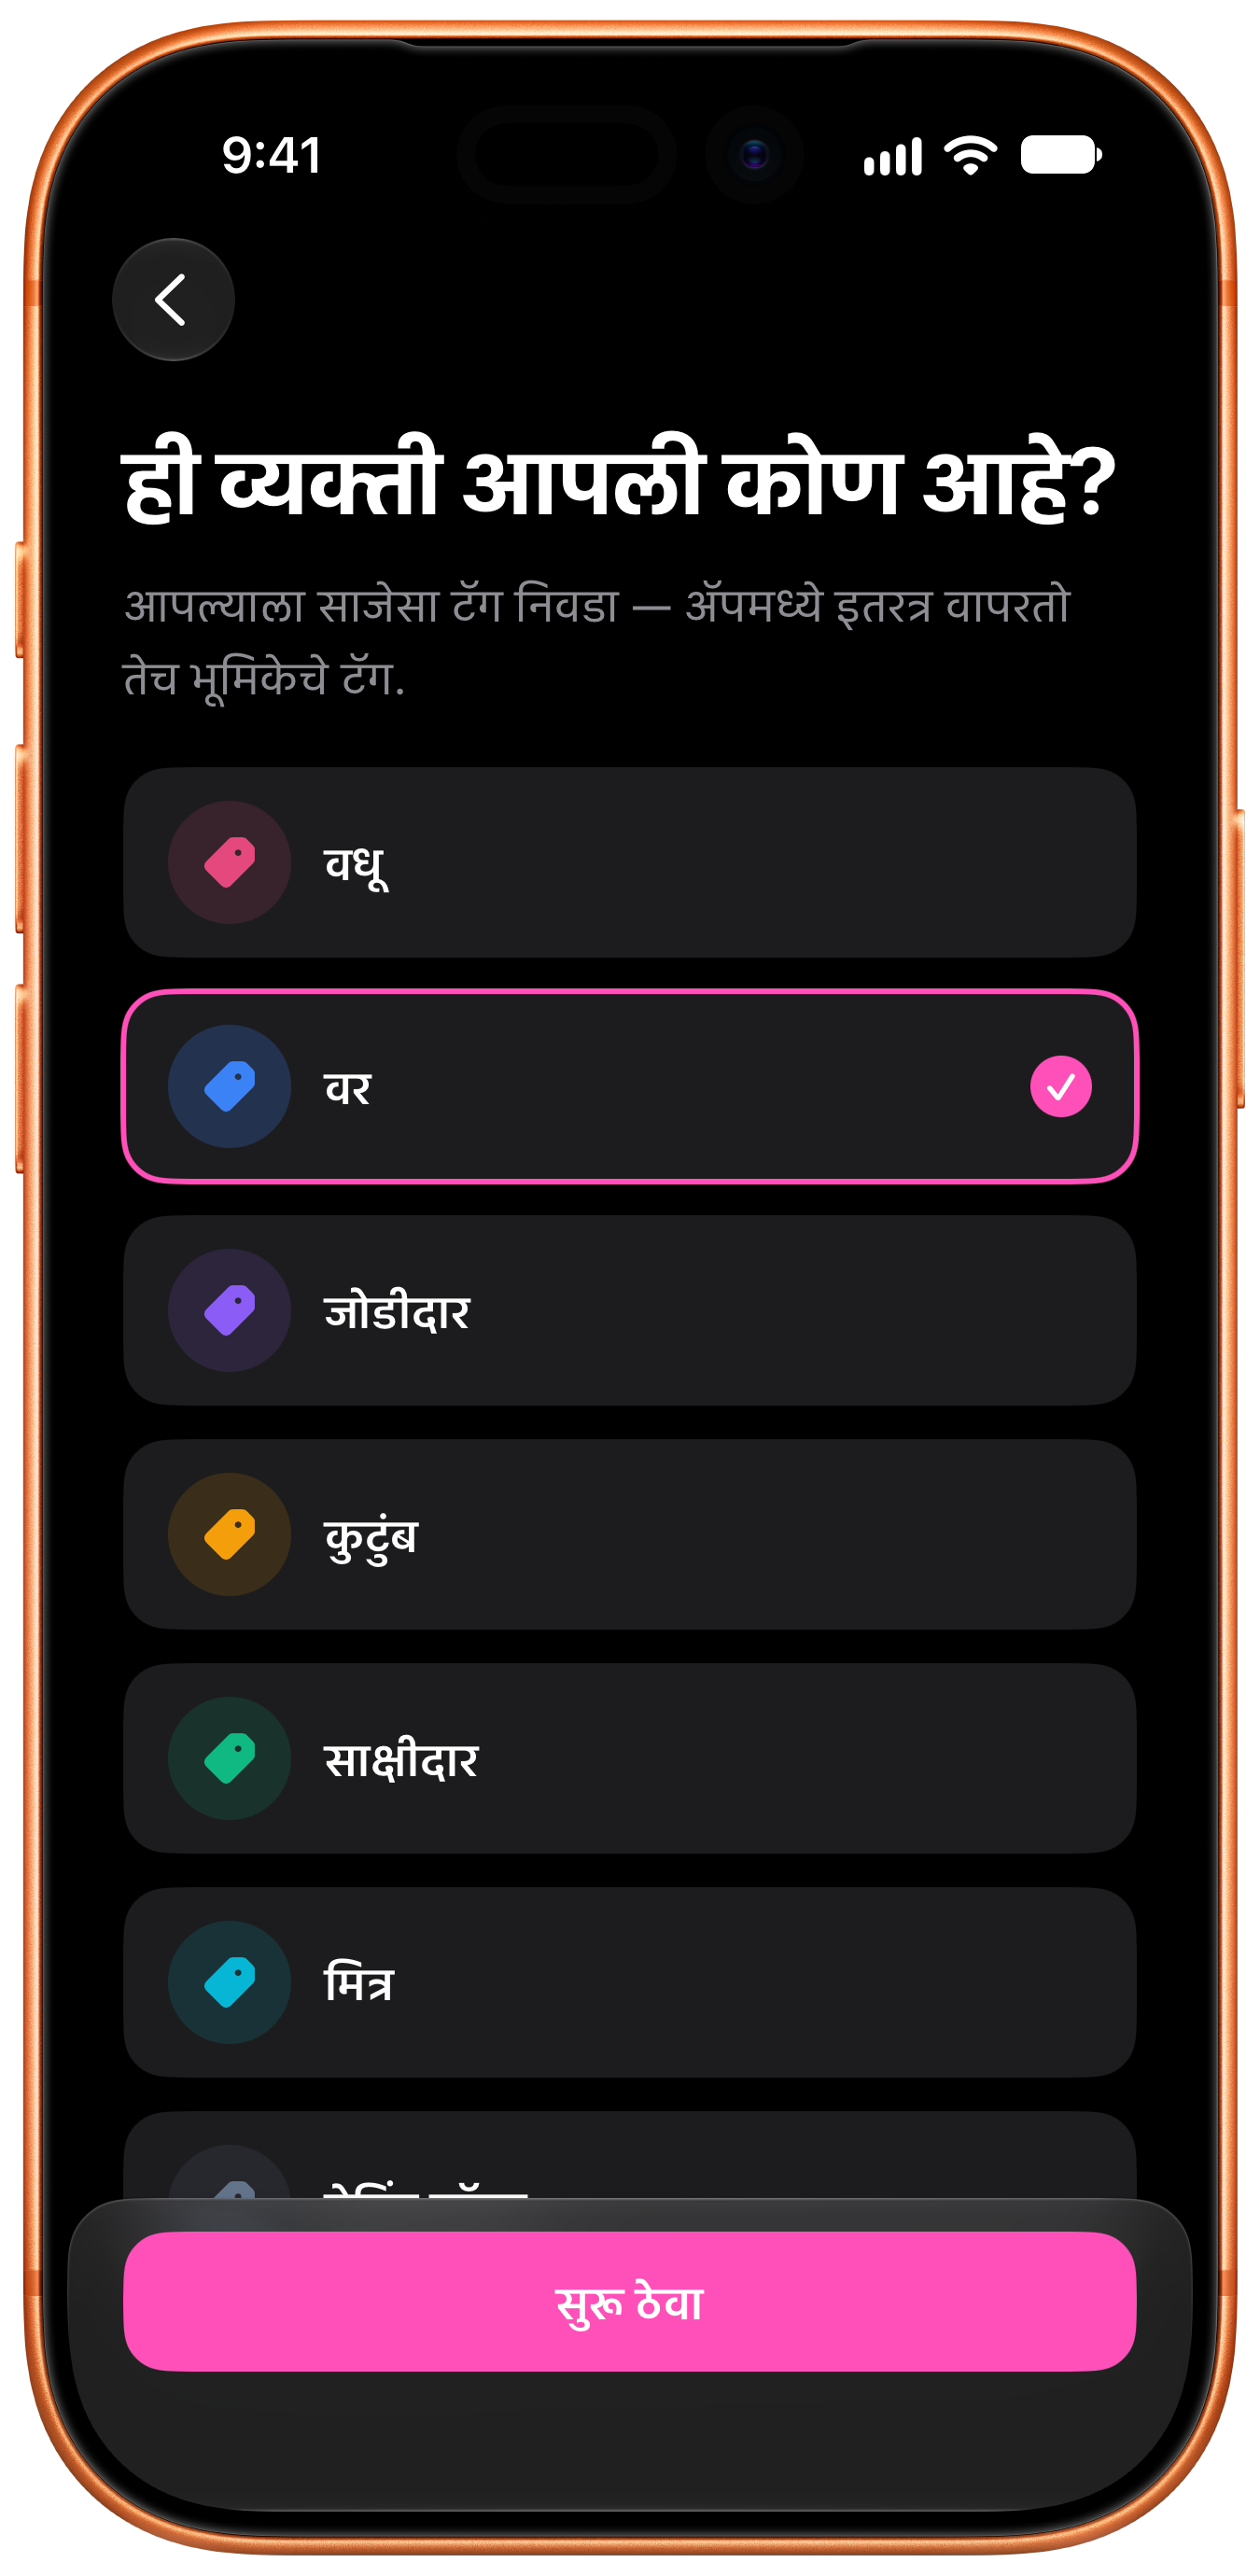 9:41
ही व्यक्ती आपली कोण आहे?
आपल्याला साजेसा टॅग निवडा — ॲपमध्ये इतरत्र वापरतो
तेच भूमिकेचे टॅग.
वधू
वर
जोडीदार
कुटुंब
साक्षीदार
मित्र
सुरू ठेवा